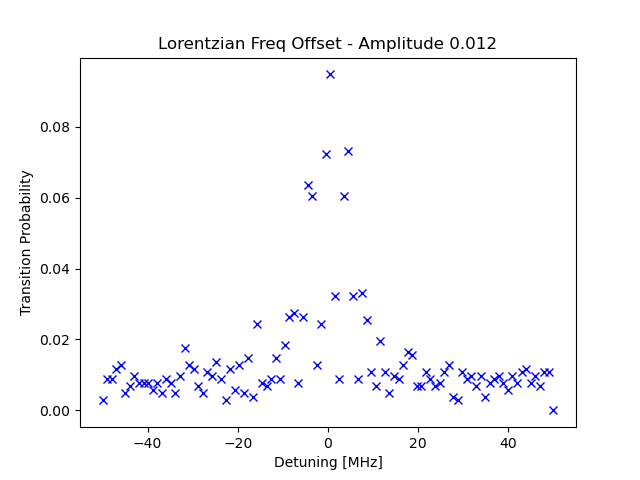 Lorentzian Freq Offset - Amplitude 0.012
Transition Probability
0.08
0.06
0.04
0.02
0.00
−40 −20 0 20 40
Detuning [MHz]